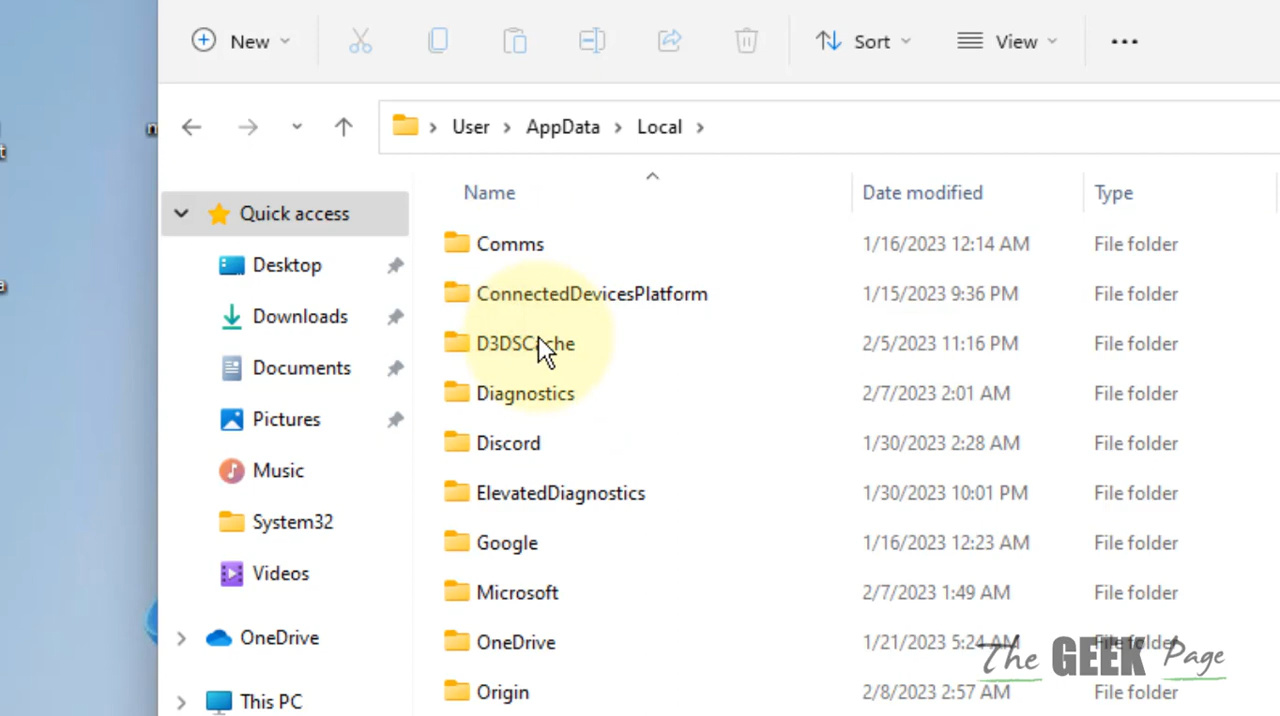 New
Sort
View
User > AppData > Local >
Name
Date modified
Type
Quick access
Desktop
Downloads
Documents
Pictures
Music
System32
Videos
OneDrive
This PC
Comms 1/16/2023 12:14 AM File folder
ConnectedDevicesPlatform 1/15/2023 9:36 PM File folder
D3DSCache 2/5/2023 11:16 PM File folder
Diagnostics 2/7/2023 2:01 AM File folder
Discord 1/30/2023 2:28 AM File folder
ElevatedDiagnostics 1/30/2023 10:01 PM File folder
Google 1/16/2023 12:23 AM File folder
Microsoft 2/7/2023 1:49 AM File folder
OneDrive 1/21/2023 5:24 AM File folder
Origin 2/8/2023 2:57 AM File folder
The GEEK Page